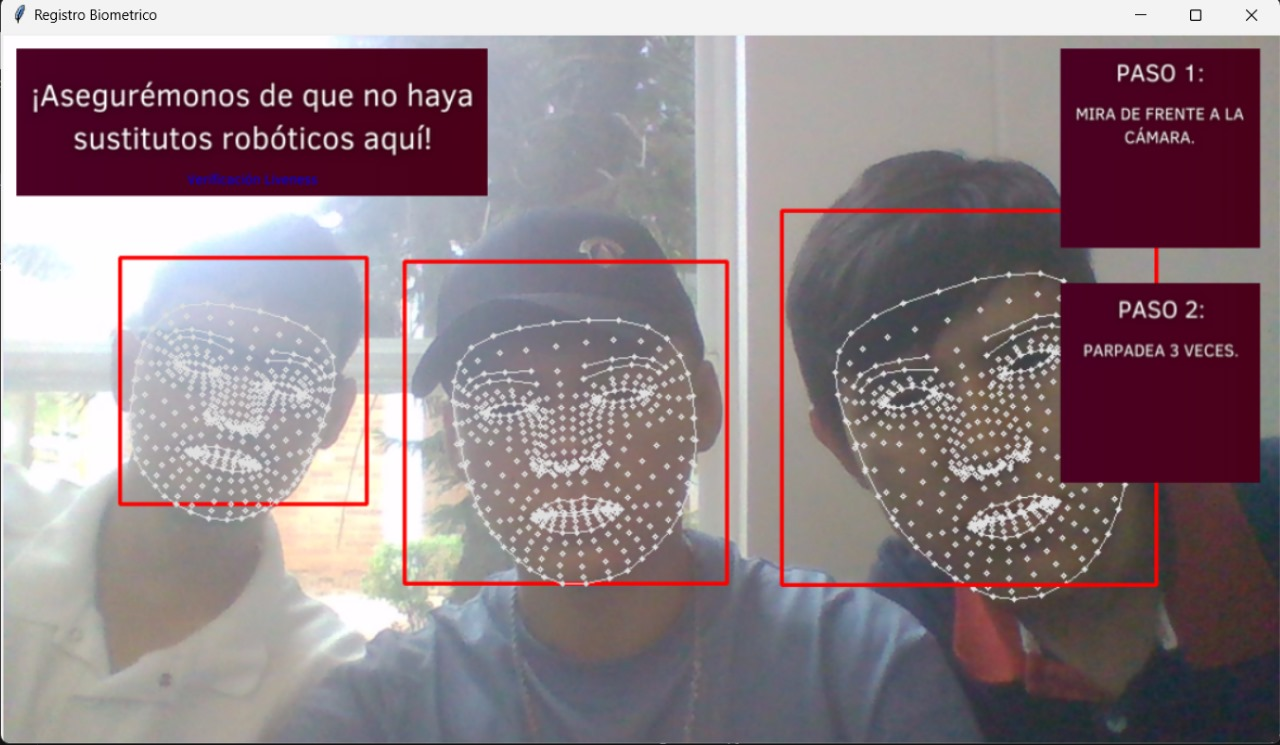 Registro Biometrico
¡Asegurémonos de que no haya
sustitutos robóticos aquí!
Verificación Liveness
PASO 1:
MIRA DE FRENTE A LA
CÁMARA.
PASO 2:
PARPADEA 3 VECES.